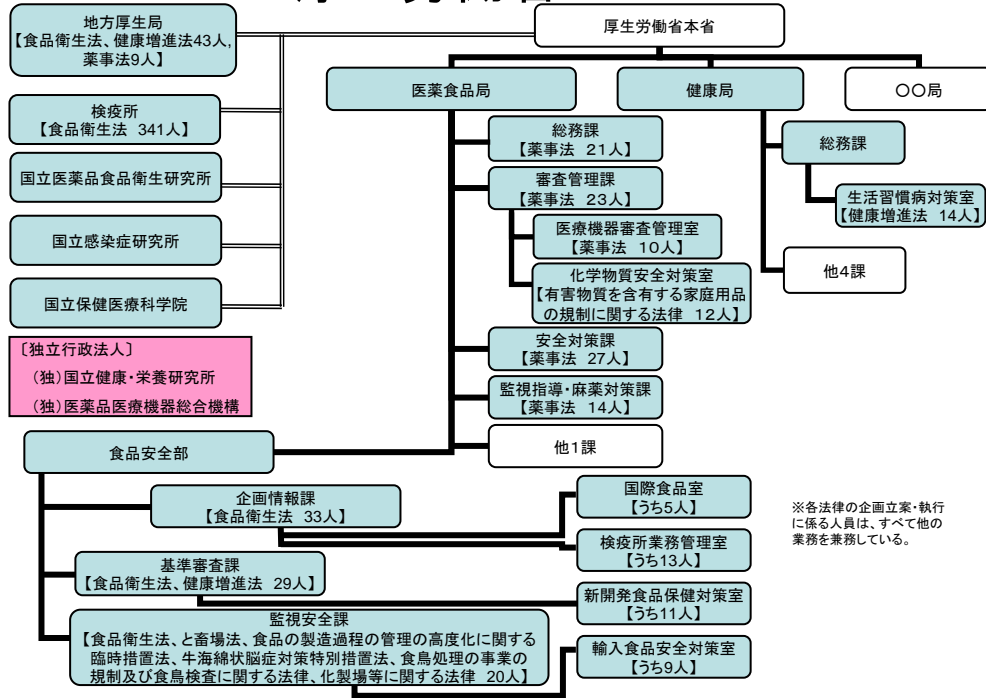 地方厚生局
【食品衛生法、健康増進法43人,
薬事法9人】
検疫所
【食品衛生法 341人】
国立医薬品食品衛生研究所
国立感染症研究所
国立保健医療科学院
〔独立行政法人〕
(独)国立健康・栄養研究所
(独)医薬品医療機器総合機構
厚生労働省本省
医薬食品局
健康局
○○局
総務課
【薬事法 21人】
審査管理課
【薬事法 23人】
医療機器審査管理室
【薬事法 10人】
化学物質安全対策室
【有害物質を含有する家庭用品
の規制に関する法律 12人】
安全対策課
【薬事法 27人】
監視指導・麻薬対策課
【薬事法 14人】
他1課
総務課
生活習慣病対策室
【健康増進法 14人】
他4課
食品安全部
企画情報課
【食品衛生法 33人】
国際食品室
【うち5人】
検疫所業務管理室
【うち13人】
基準審査課
【食品衛生法、健康増進法 29人】
新開発食品保健対策室
【うち11人】
監視安全課
【食品衛生法、と畜場法、食品の製造過程の管理の高度化に関する
臨時措置法、牛海綿状脳症対策特別措置法、食鳥処理の事業の
規制及び食鳥検査に関する法律、化製場等に関する法律 20人】
輸入食品安全対策室
【うち9人】
※各法律の企画立案・執行
に係る人員は、すべて他の
業務を兼務している。